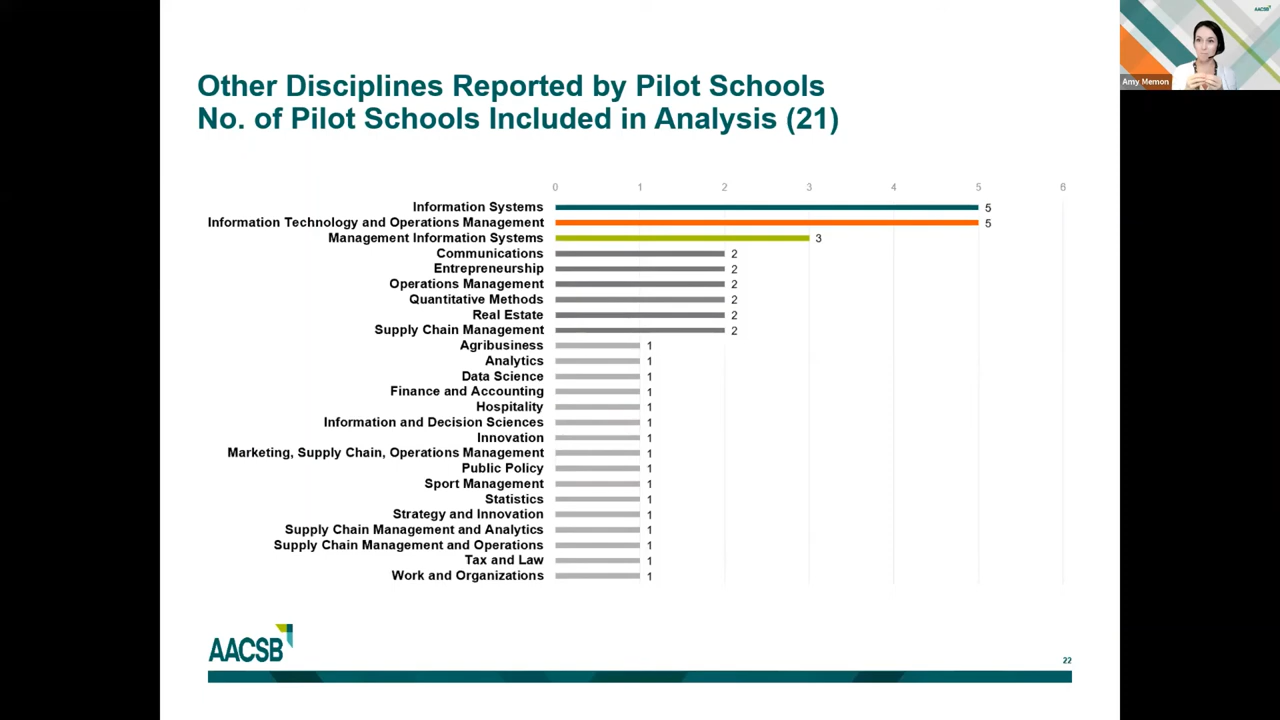 AACSB
Amy Memon
Other Disciplines Reported by Pilot Schools
No. of Pilot Schools Included in Analysis (21)
0 1 2 3 4 5 6
Information Systems 5
Information Technology and Operations Management 5
Management Information Systems 3
Communications 2
Entrepreneurship 2
Operations Management 2
Quantitative Methods 2
Real Estate 2
Supply Chain Management 2
Agribusiness 1
Analytics 1
Data Science 1
Finance and Accounting 1
Hospitality 1
Information and Decision Sciences 1
Innovation 1
Marketing, Supply Chain, Operations Management 1
Public Policy 1
Sport Management 1
Statistics 1
Strategy and Innovation 1
Supply Chain Management and Analytics 1
Supply Chain Management and Operations 1
Tax and Law 1
Work and Organizations 1
AACSB
22